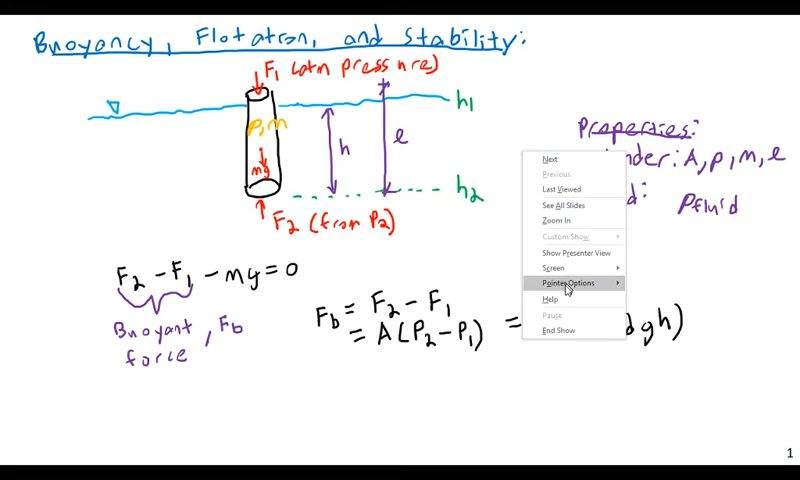 Buoyancy, Flotation, and Stability:
F1 (atm pressure)
h1
ρ, m
h
l
mg
h2
F2 (from P2)
Properties:
nder: A, ρ, m, l
d: ρfluid
Next
Previous
Last Viewed
See All Slides
Zoom In
Custom Show
Show Presenter View
Screen
Pointer Options
Help
Pause
End Show
F2 - F1 - mg = 0
Buoyant force, Fb
Fb = F2 - F1
= A(P2 - P1) = d gh)
1